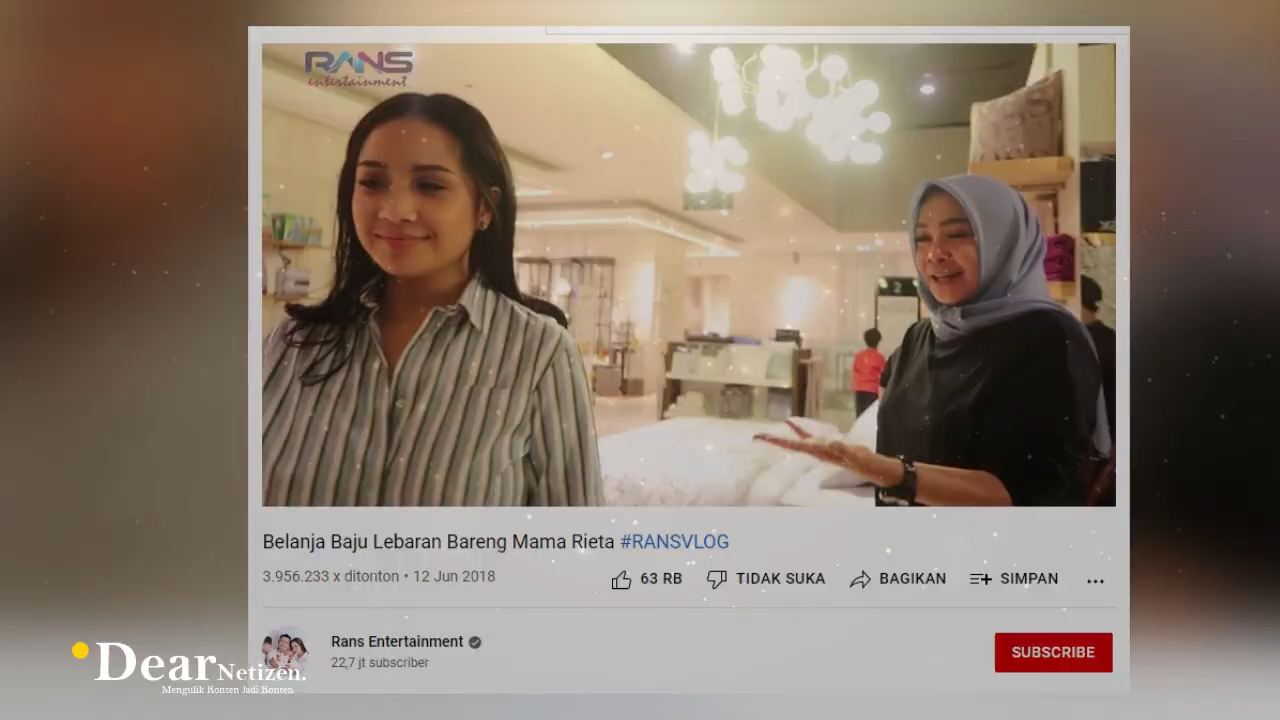 RANS
entertainment
2
Belanja Baju Lebaran Bareng Mama Rieta #RANSVLOG
3.956.233 x ditonton • 12 Jun 2018
63 RB
TIDAK SUKA
BAGIKAN
SIMPAN
Rans Entertainment
22,7 jt subscriber
SUBSCRIBE
Dear Netizen.
Mengulik Konten Jadi Konten